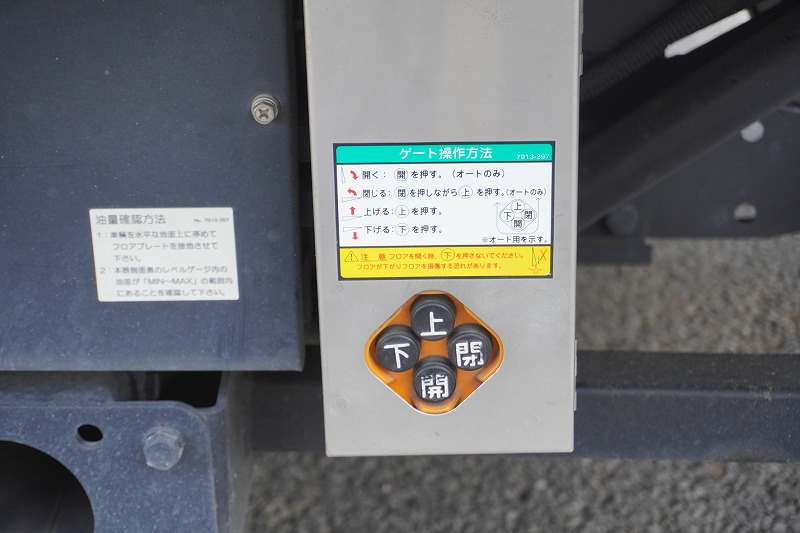 ゲート操作方法 7913-397
開く：開を押す。(オートのみ)
閉じる：閉を押しながら上を押す。(オートのみ)
上げる：上を押す。
下げる：下を押す。
上
下 閉
開
※オート用を示す。
注 意 フロアを開く時、下を押さないでください。
フロアが下がりフロアを損傷する恐れがあります。
油量確認方法 No. 7913-357
1：車輛を水平な地面上に停めて
フロアプレートを接地させて
下さい。
2：本器側面奥のレベルゲージ内の
油面が「MIN〜MAX」の範囲内
にあることを確認して下さい。
上
下 閉
開